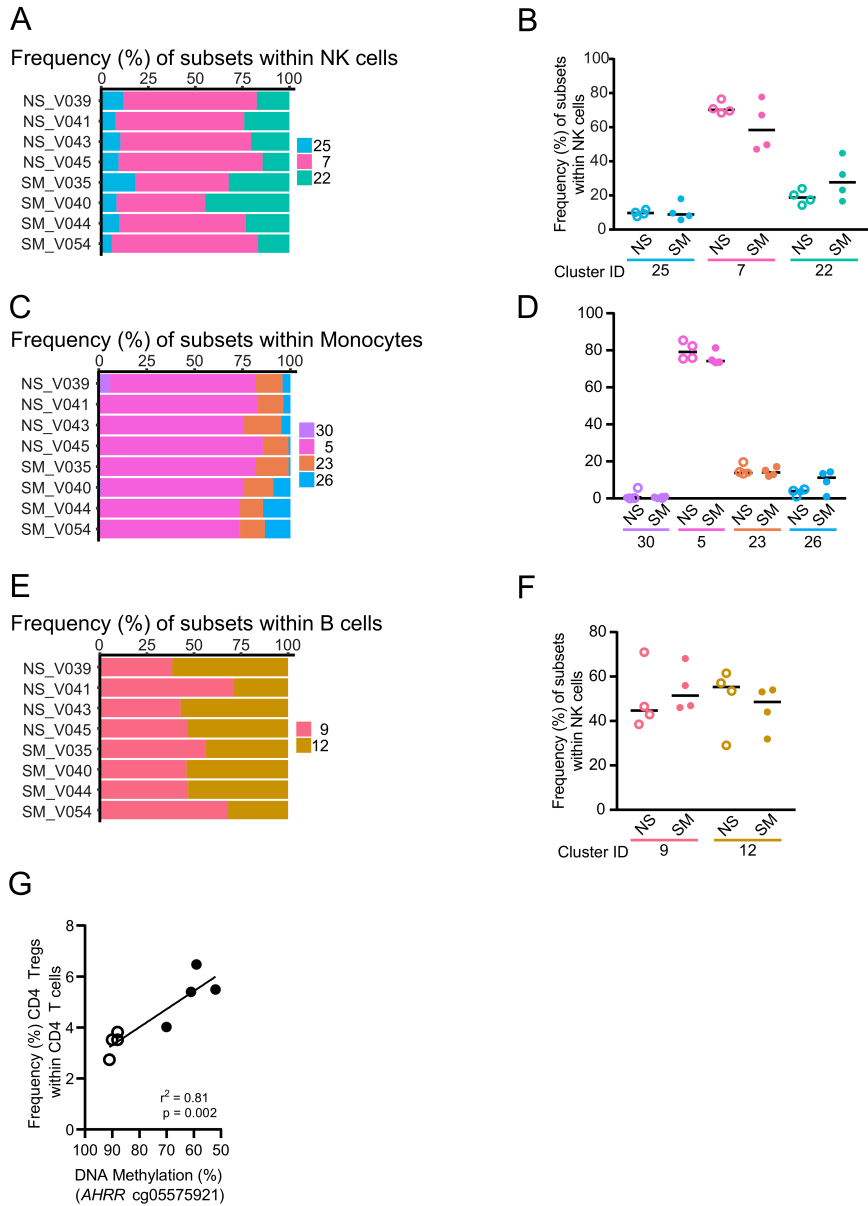 A
Frequency (%) of subsets within NK cells
0 25 50 75 100
NS_V039
NS_V041
NS_V043
NS_V045
SM_V035
SM_V040
SM_V044
SM_V054
25
7
22
B
Frequency (%) of subsets
within NK cells
100
80
60
40
20
0
NS SM NS SM NS SM
Cluster ID 25 7 22
C
Frequency (%) of subsets within Monocytes
0 25 50 75 100
NS_V039
NS_V041
NS_V043
NS_V045
SM_V035
SM_V040
SM_V044
SM_V054
30
5
23
26
D
100
80
60
40
20
0
NS SM NS SM NS SM NS SM
30 5 23 26
E
Frequency (%) of subsets within B cells
0 25 50 75 100
NS_V039
NS_V041
NS_V043
NS_V045
SM_V035
SM_V040
SM_V044
SM_V054
9
12
F
Frequency (%) of subsets
within NK cells
80
60
40
20
0
NS SM NS SM
Cluster ID 9 12
G
Frequency (%) CD4 Tregs
within CD4 T cells
8
6
4
2
0
r² = 0.81
p = 0.002
100 90 80 70 60 50
DNA Methylation (%)
(AHRR cg05575921)